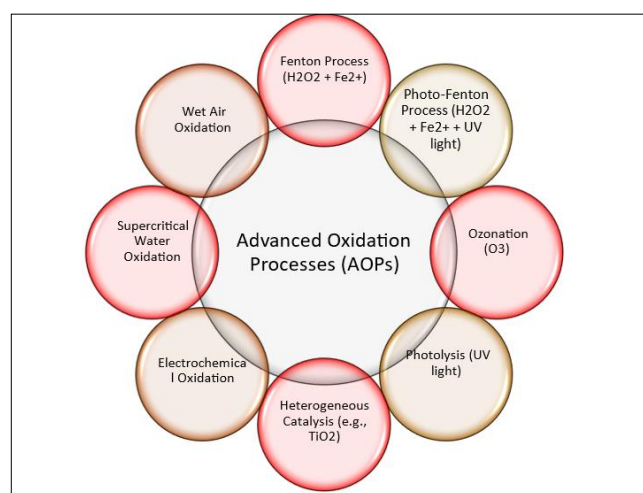 Fenton Process
(H2O2 + Fe2+)
Photo-Fenton
Process (H2O2
+ Fe2+ + UV
light)
Ozonation
(O3)
Photolysis (UV
light)
Heterogeneous
Catalysis (e.g.,
TiO2)
Electrochemica
l Oxidation
Supercritical
Water
Oxidation
Wet Air
Oxidation
Advanced Oxidation
Processes (AOPs)